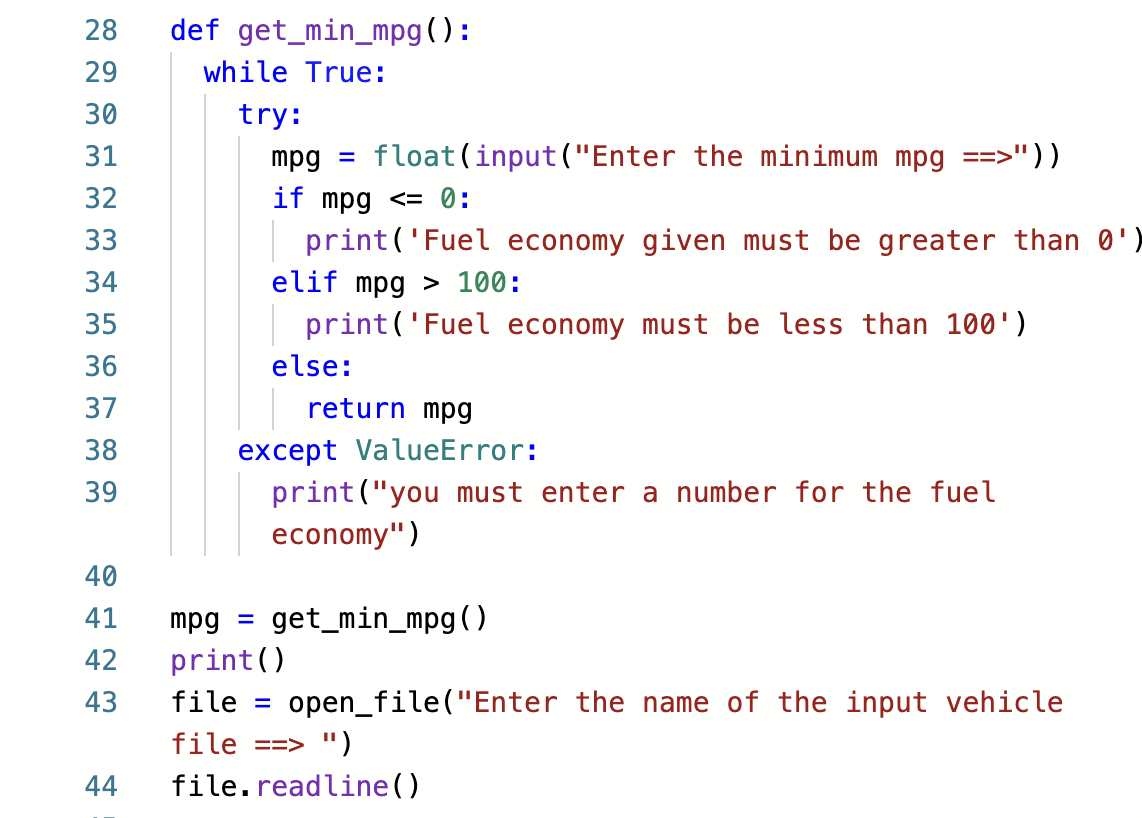 28 def get_min_mpg():
29 while True:
30 try:
31 mpg = float(input("Enter the minimum mpg ==>"))
32 if mpg <= 0:
33 print('Fuel economy given must be greater than 0')
34 elif mpg > 100:
35 print('Fuel economy must be less than 100')
36 else:
37 return mpg
38 except ValueError:
39 print("you must enter a number for the fuel
economy")
40
41 mpg = get_min_mpg()
42 print()
43 file = open_file("Enter the name of the input vehicle
file ==> ")
44 file.readline()